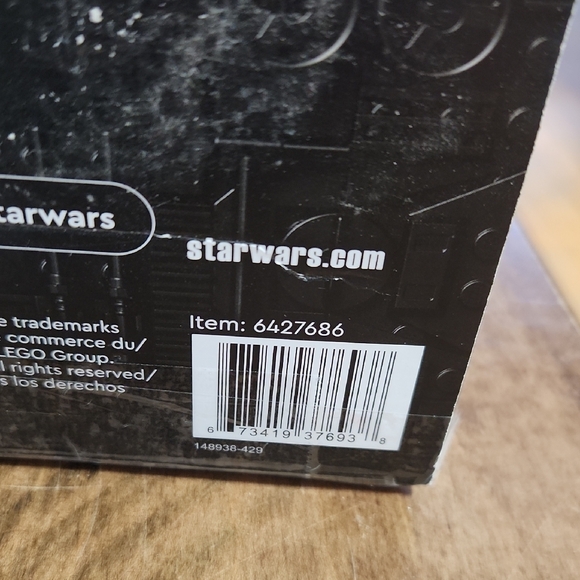 tarwars
starwars.com
e trademarks
commerce du/
LEGO Group.
l rights reserved/
s los derechos
Item: 6427686
6 73419 37693 8
148938-429